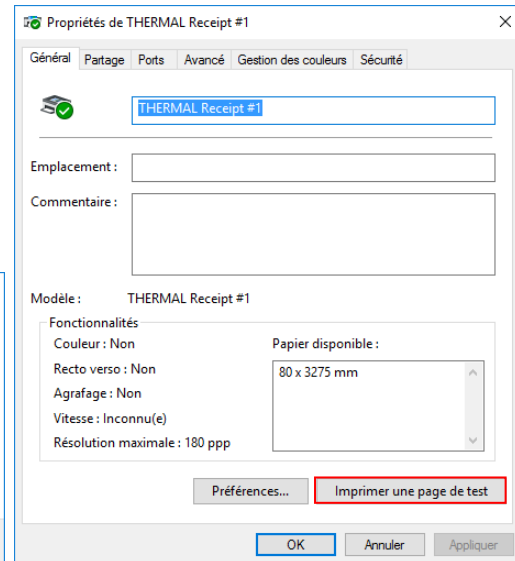 Propriétés de THERMAL Receipt #1
Général Partage Ports Avancé Gestion des couleurs Sécurité
THERMAL Receipt #1
Emplacement :
Commentaire :
Modèle : THERMAL Receipt #1
Fonctionnalités
Couleur : Non Papier disponible :
Recto verso : Non 80 x 3275 mm
Agrafage : Non
Vitesse : Inconnu(e)
Résolution maximale : 180 ppp
Préférences... Imprimer une page de test
OK Annuler Appliquer